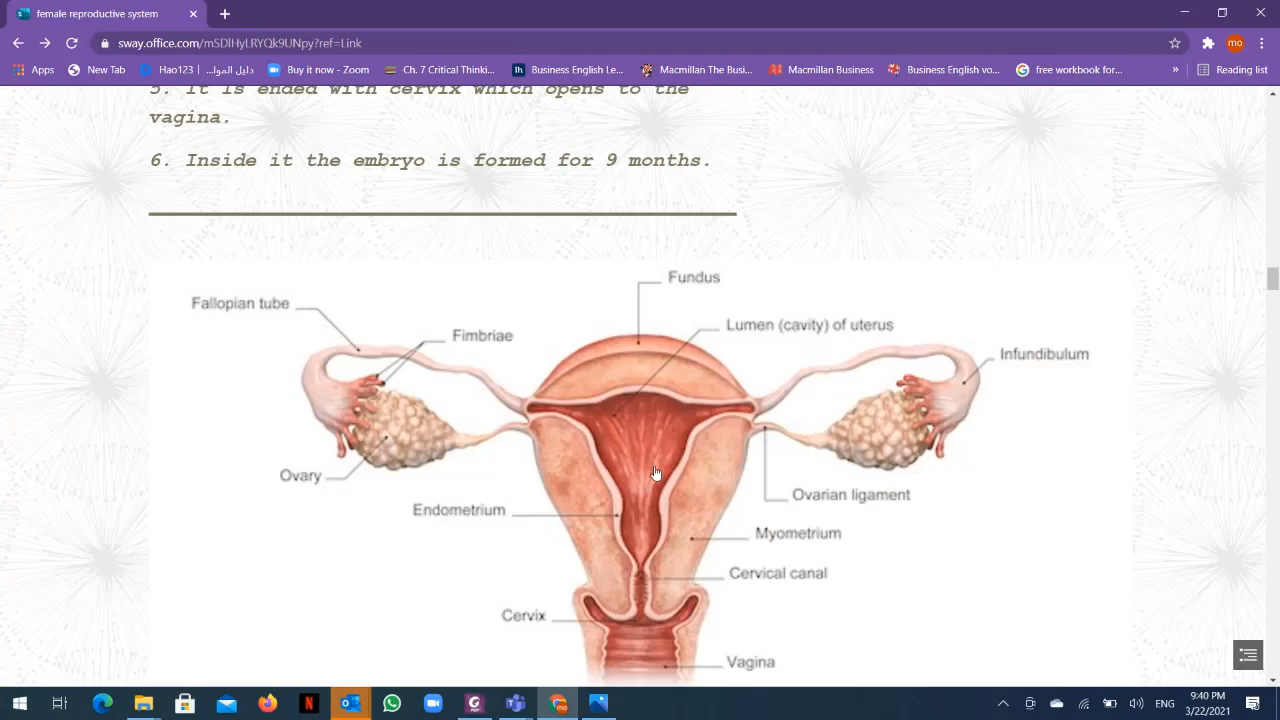 female reproductive system
sway.office.com/mSDlHyLRYQk9UNpy?ref=Link
mo
Apps
New Tab
Hao123 | دليل الموا...
Buy it now - Zoom
Ch. 7 Critical Thinki...
Business English Le...
Macmillan The Busi...
Macmillan Business
Business English vo...
free workbook for...
»
Reading list
5. It is ended with cervix which opens to the
vagina.
6. Inside it the embryo is formed for 9 months.
Fundus
Fallopian tube
Lumen (cavity) of uterus
Fimbriae
Infundibulum
Ovary
Ovarian ligament
Endometrium
Myometrium
Cervical canal
Cervix
Vagina
ENG
9:40 PM
3/22/2021